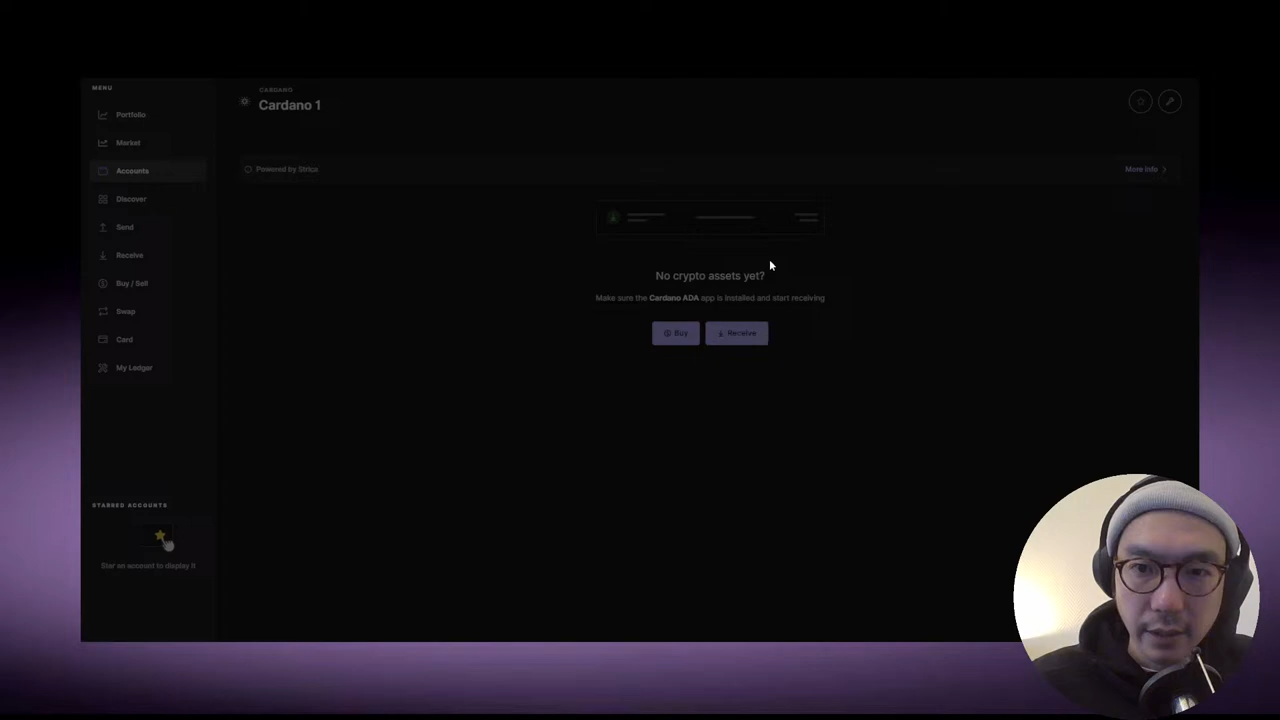 MENU
Portfolio
Market
Accounts
Discover
Send
Receive
Buy / Sell
Swap
Card
My Ledger
STARRED ACCOUNTS
Star an account to display it
CARDANO
Cardano 1
Powered by Stripe
More info
No crypto assets yet?
Make sure the Cardano ADA app is installed and start receiving
Buy
Receive